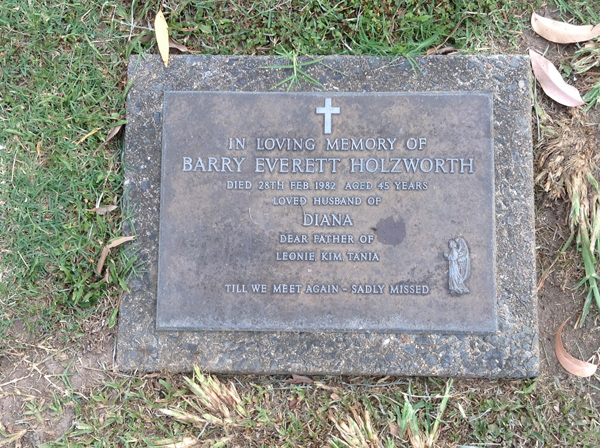 IN LOVING MEMORY OF
BARRY EVERETT HOLZWORTH
DIED 28TH FEB 1982 AGED 45 YEARS
LOVED HUSBAND OF
DIANA
DEAR FATHER OF
LEONIE, KIM, TANIA
TILL WE MEET AGAIN - SADLY MISSED